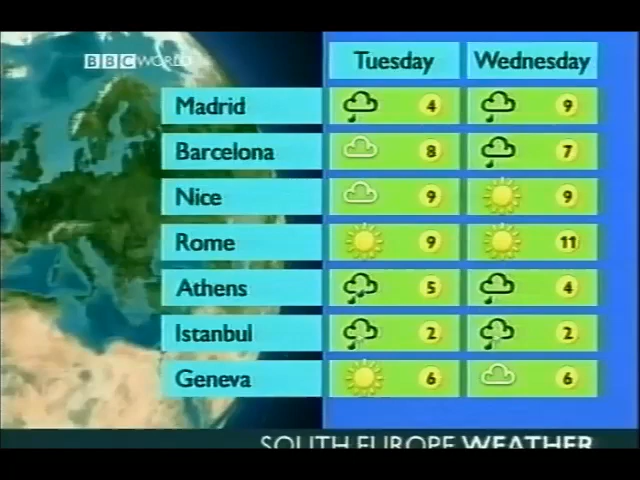 BBC WORLD
Tuesday Wednesday
Madrid 4 9
Barcelona 8 7
Nice 9 9
Rome 9 11
Athens 5 4
Istanbul 2 2
Geneva 6 6
SOUTH EUROPE WEATHER